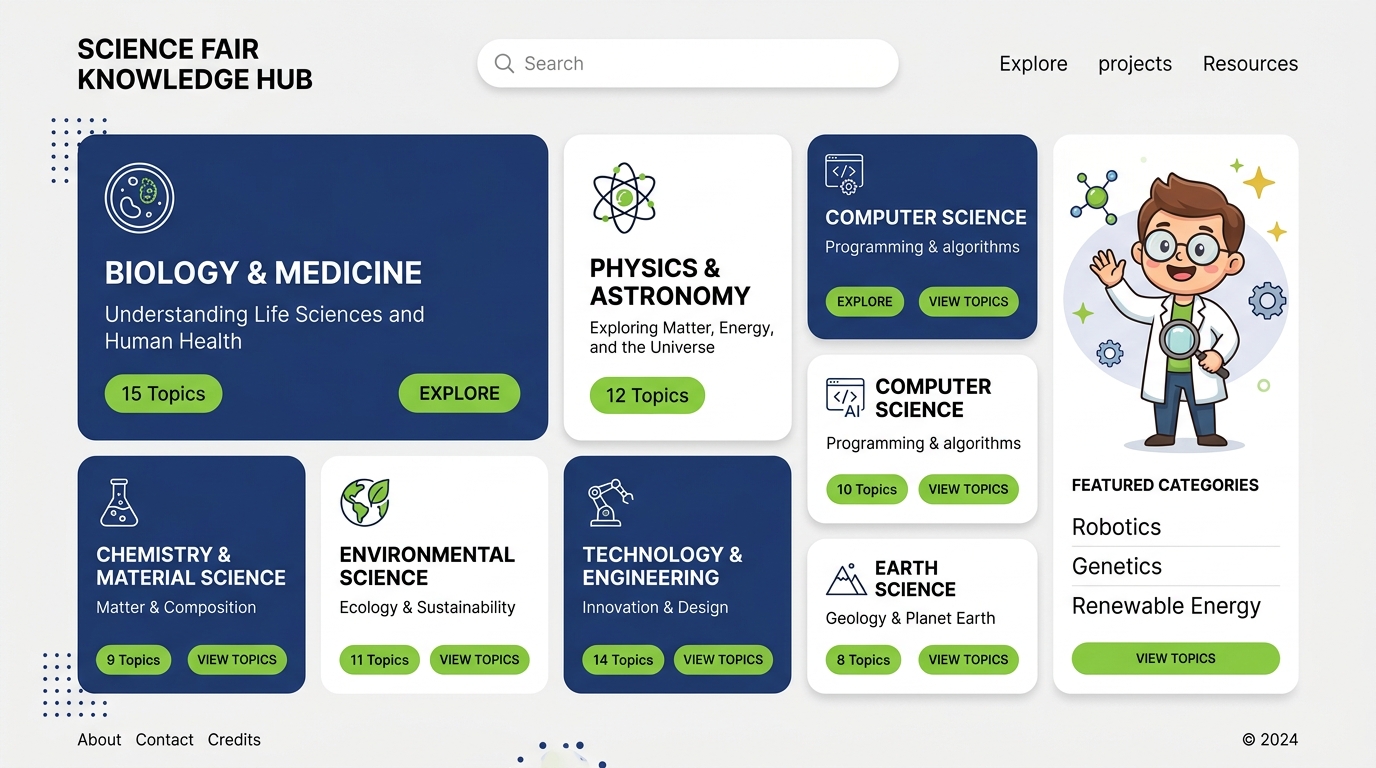 SCIENCE FAIR
KNOWLEDGE HUB
Search
Explore
projects
Resources
BIOLOGY & MEDICINE
Understanding Life Sciences and
Human Health
15 Topics
EXPLORE
PHYSICS &
ASTRONOMY
Exploring Matter, Energy,
and the Universe
12 Topics
</>
COMPUTER SCIENCE
Programming & algorithms
EXPLORE
VIEW TOPICS
</>
AI
COMPUTER
SCIENCE
Programming & algorithms
10 Topics
VIEW TOPICS
CHEMISTRY &
MATERIAL SCIENCE
Matter & Composition
9 Topics
VIEW TOPICS
ENVIRONMENTAL
SCIENCE
Ecology & Sustainability
11 Topics
VIEW TOPICS
TECHNOLOGY &
ENGINEERING
Innovation & Design
14 Topics
VIEW TOPICS
EARTH
SCIENCE
Geology & Planet Earth
8 Topics
VIEW TOPICS
FEATURED CATEGORIES
Robotics
Genetics
Renewable Energy
VIEW TOPICS
About
Contact
Credits
© 2024